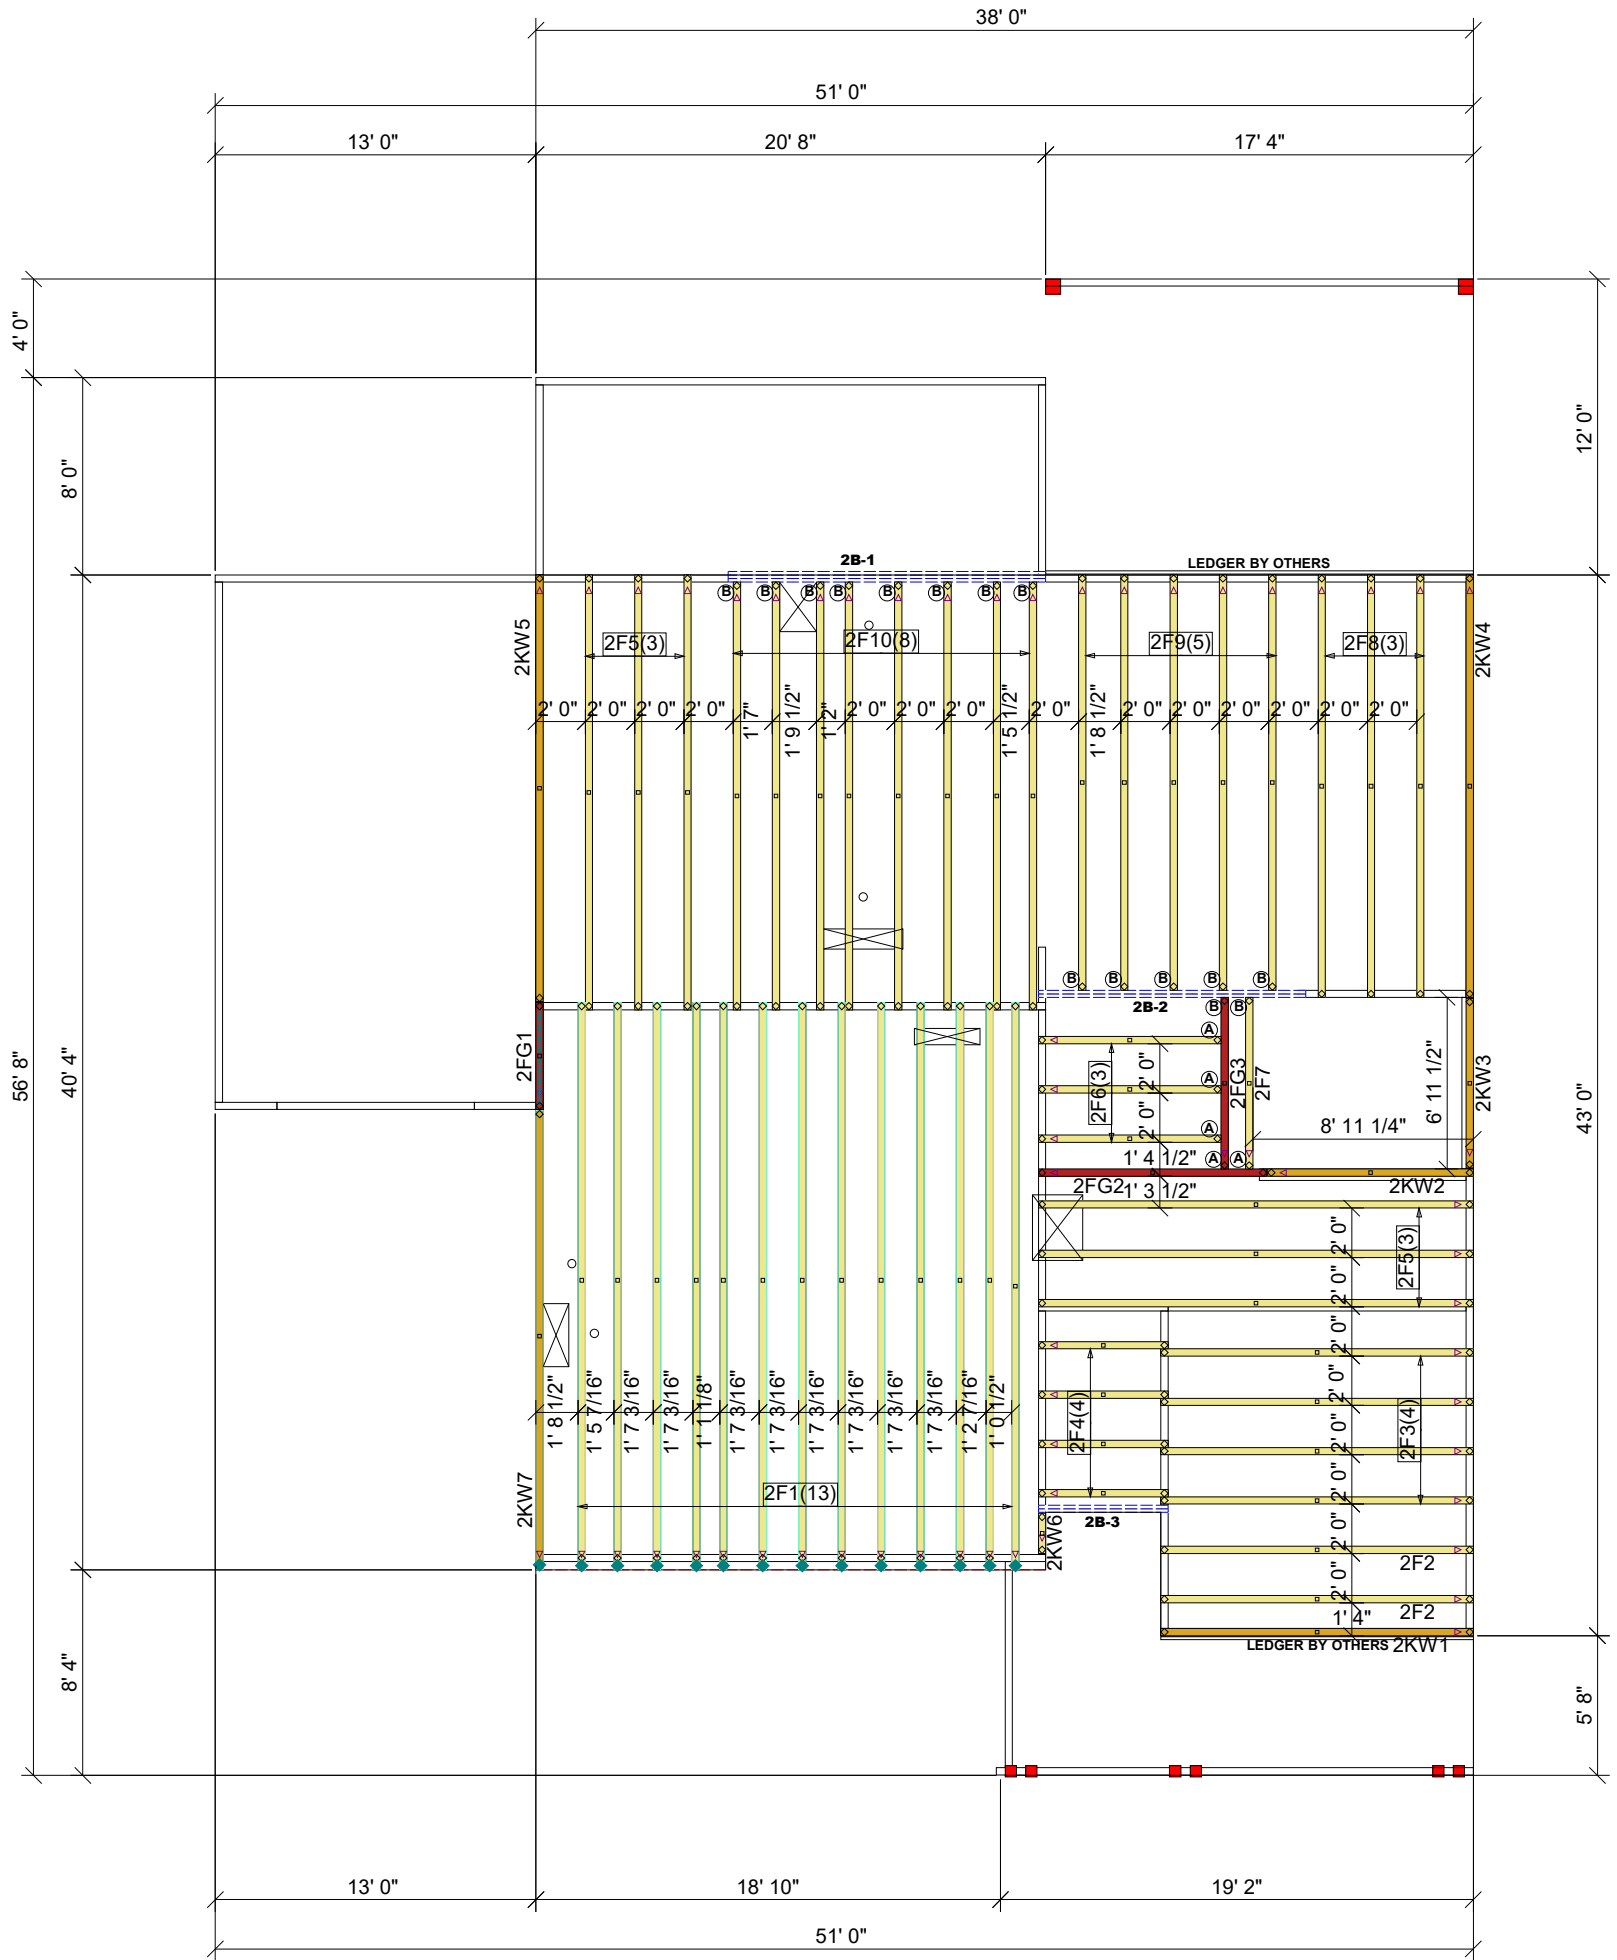 38' 0"
51' 0"
13' 0"
20' 8"
17' 4"
4' 0"
12' 0"
8' 0"
2B-1
LEDGER BY OTHERS
B B B B B B B B
2KW5
2F5(3)
2F10(8)
2F9(5)
2F8(3)
2KW4
2' 0" 2' 0" 2' 0" 2' 0" 1' 7" 1' 9 1/2" 1' 2" 2' 0" 2' 0" 2' 0" 1' 5 1/2" 2' 0" 1' 8 1/2" 2' 0" 2' 0" 2' 0" 2' 0" 2' 0" 2' 0"
B B B B B
2B-2
B B
56' 8"
40' 4"
43' 0"
2FG1
A
A
A
2F6(3)
2' 0"
2' 0"
2FG3
2F7
6' 11 1/2"
2KW3
8' 11 1/4"
1' 4 1/2"
A A
2FG2
1' 3 1/2"
2KW2
2' 0"
2' 0"
2' 0"
2' 0"
2' 0"
2' 0"
2' 0"
2' 0"
2F5(3)
2F4(4)
2F3(4)
1' 8 1/2" 1' 5 7/16" 1' 7 3/16" 1' 7 3/16" 1' 1 1/8" 1' 7 3/16" 1' 7 3/16" 1' 7 3/16" 1' 7 3/16" 1' 7 3/16" 1' 2 7/16" 1' 0 1/2"
2F1(13)
2KW7
2KW6
2B-3
2F2
2F2
1' 4"
LEDGER BY OTHERS
2KW1
8' 4"
5' 8"
13' 0"
18' 10"
19' 2"
51' 0"